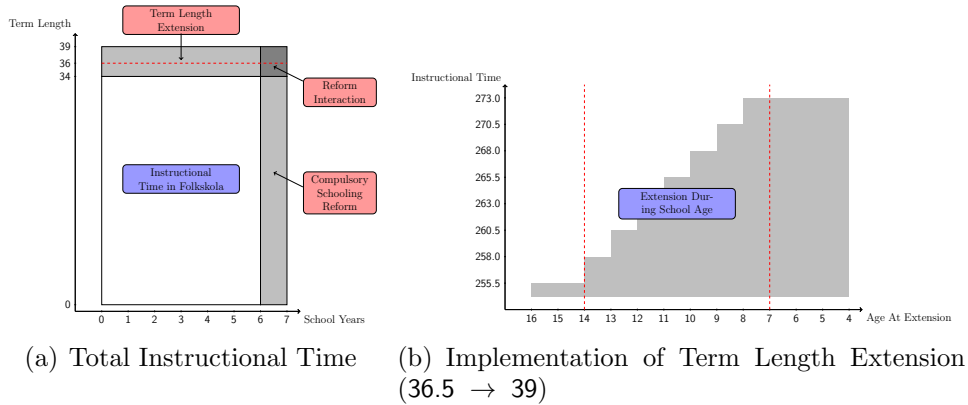 Term Length
Term Length
Extension
39
36
34
Reform
Interaction
Instructional
Time in Folkskola
Compulsory
Schooling
Reform
0
0 1 2 3 4 5 6 7
School Years
(a) Total Instructional Time
Instructional Time
273.0
270.5
268.0
265.5
263.0
260.5
258.0
255.5
Extension Dur-
ing School Age
16 15 14 13 12 11 10 9 8 7 6 5 4
Age At Extension
(b) Implementation of Term Length Extension
(36.5 → 39)